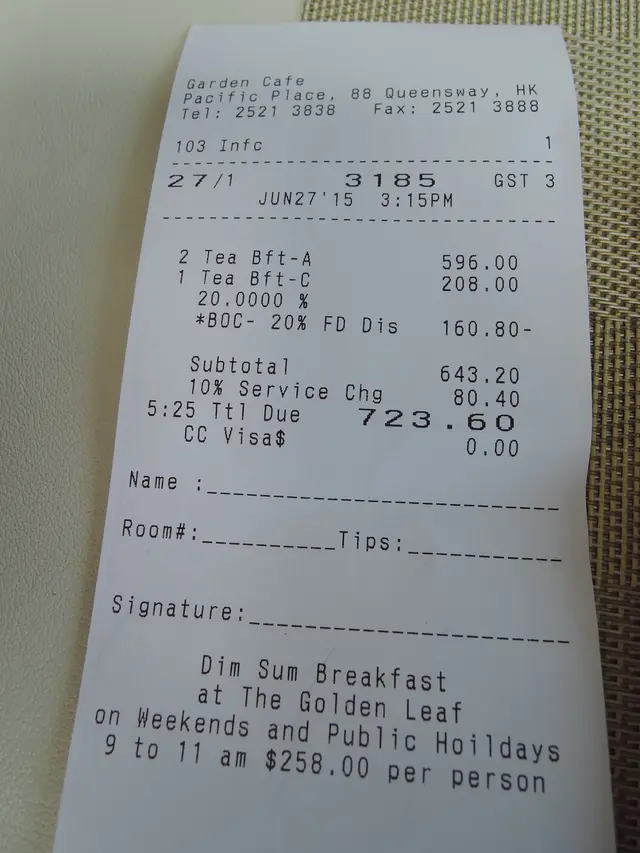 Garden Cafe
Pacific Place, 88 Queensway, HK
Tel: 2521 3838 Fax: 2521 3888
103 Infc 1
27/1 3185 GST 3
JUN27'15 3:15PM
2 Tea Bft-A 596.00
1 Tea Bft-C 208.00
20.0000 %
*BOC- 20% FD Dis 160.80-
Subtotal 643.20
10% Service Chg 80.40
5:25 Ttl Due 723.60
CC Visa$ 0.00
Name :
Room#: Tips:
Signature:
Dim Sum Breakfast
at The Golden Leaf
on Weekends and Public Hoildays
9 to 11 am $258.00 per person